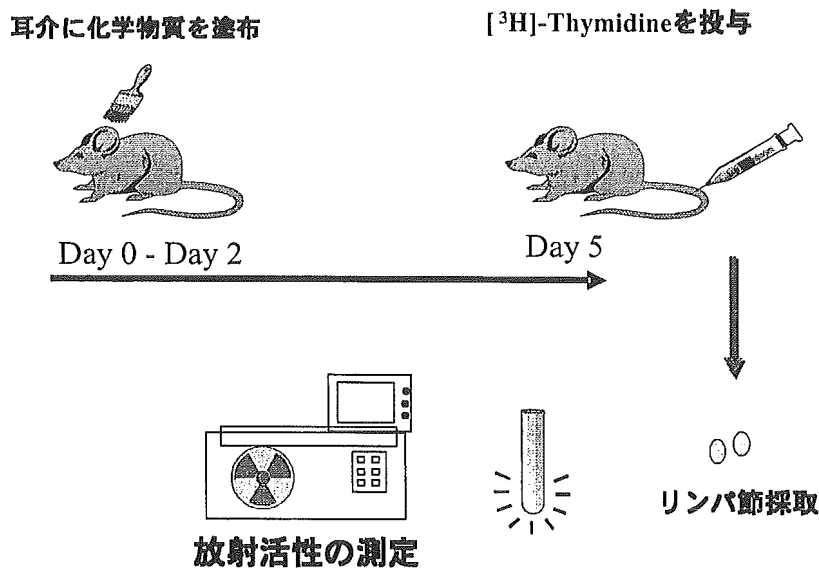 耳介に化学物質を塗布
[³H]-Thymidineを投与
Day 0 - Day 2
Day 5
リンパ節採取
放射活性の測定